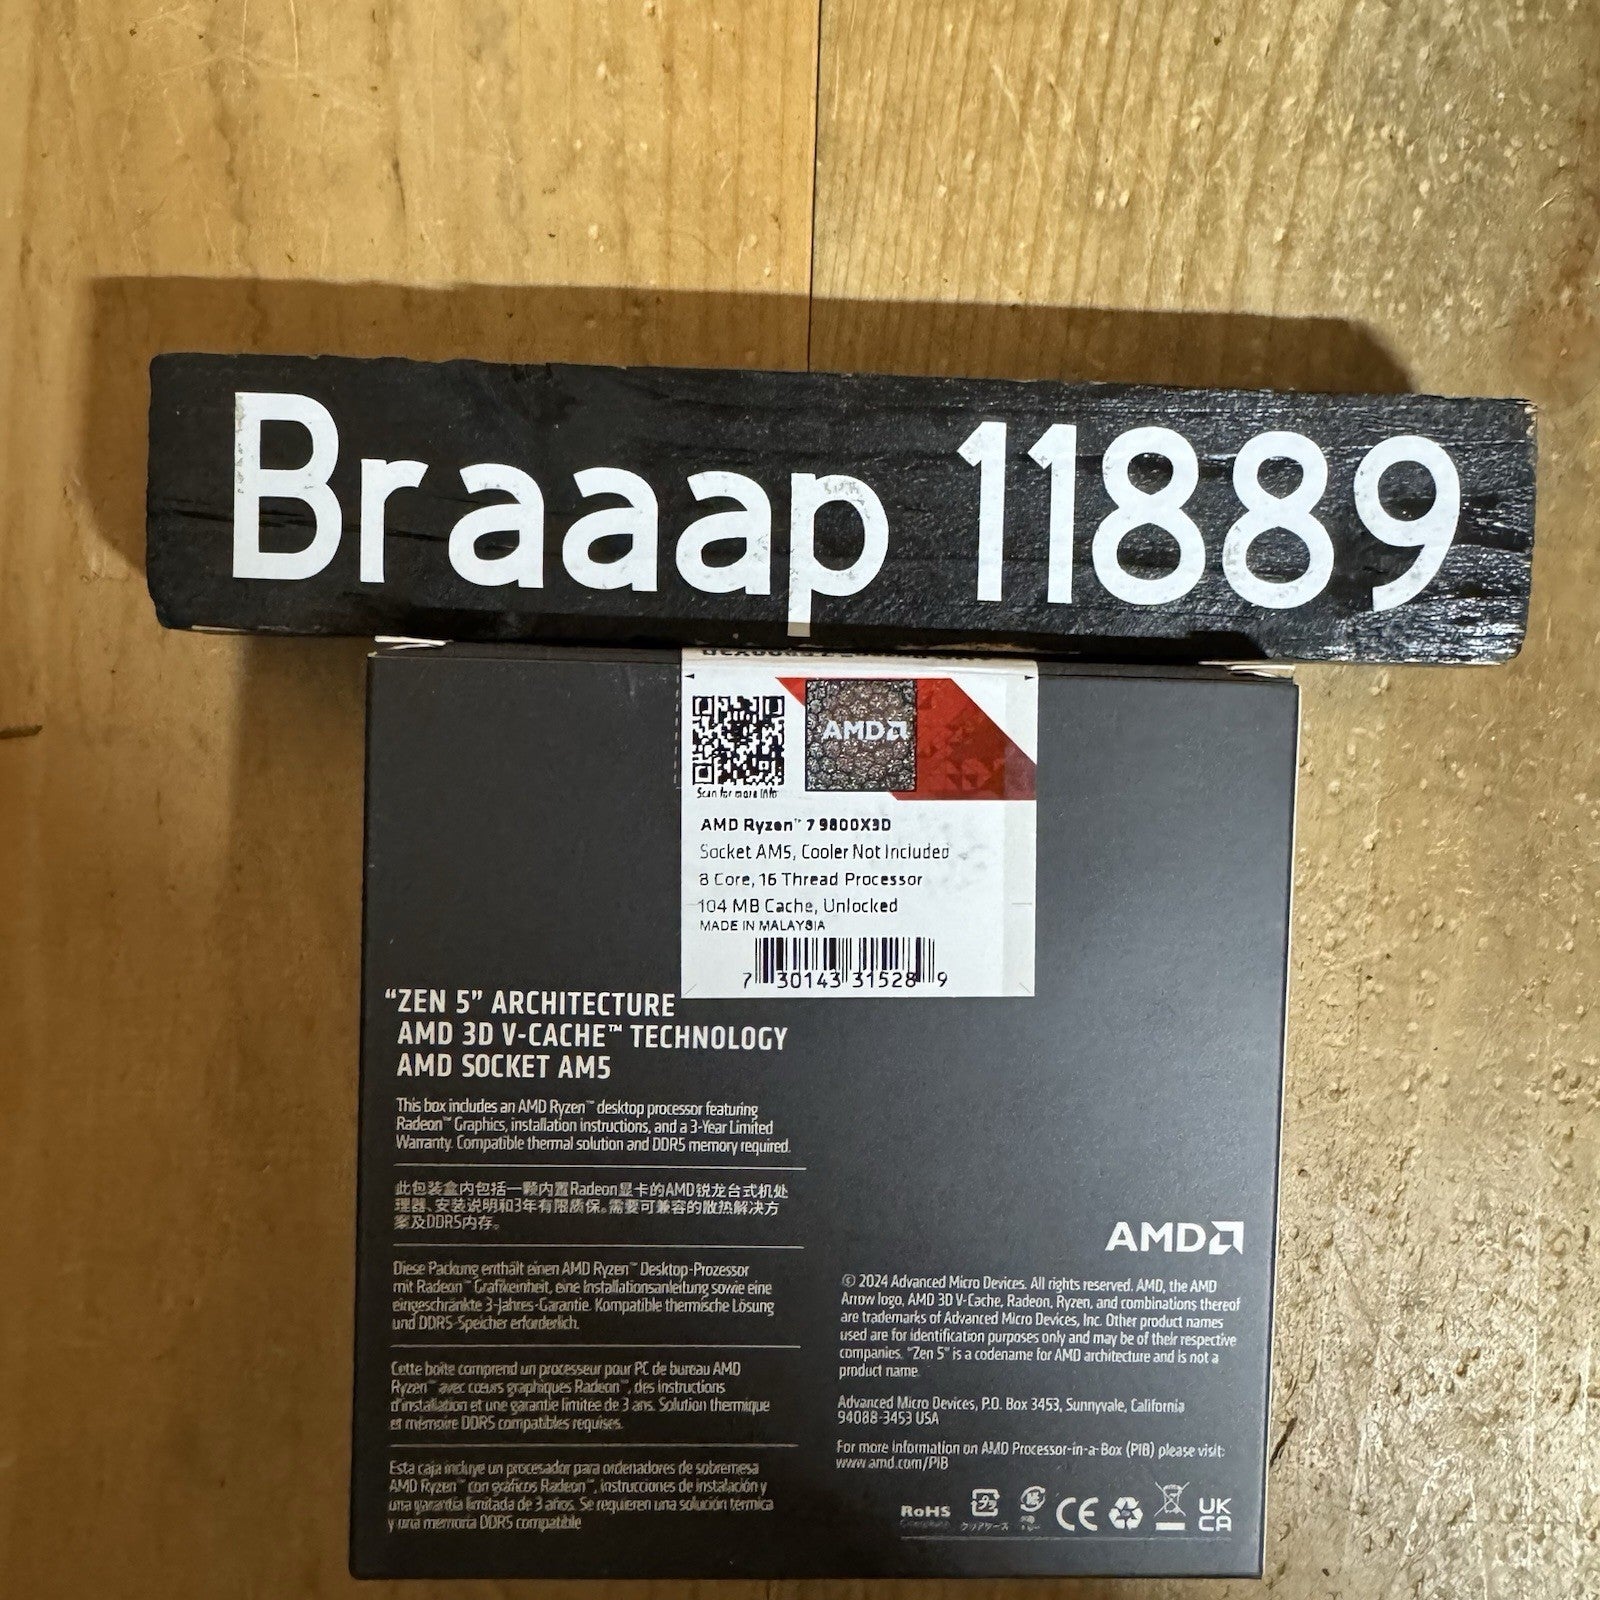 Braaap 11889
AMD
Scan for more info
AMD Ryzen™ 7 9800X3D
Socket AM5, Cooler Not Included
8 Core, 16 Thread Processor
104 MB Cache, Unlocked
MADE IN MALAYSIA
7 30143 31528 9
“ZEN 5” ARCHITECTURE
AMD 3D V-CACHE™ TECHNOLOGY
AMD SOCKET AM5
This box includes an AMD Ryzen™ desktop processor featuring
Radeon™ Graphics, installation instructions, and a 3-Year Limited
Warranty. Compatible thermal solution and DDR5 memory required.
此包装盒内包括一颗内置Radeon显卡的AMD锐龙台式机处
理器、安装说明和3年有限质保。需要可兼容的散热解决方
案及DDR5内存。
Diese Packung enthält einen AMD Ryzen™ Desktop-Prozessor
mit Radeon™ Grafikeinheit, eine Installationsanleitung sowie eine
eingeschränkte 3-Jahres-Garantie. Kompatible thermische Lösung
und DDR5-Speicher erforderlich.
Cette boîte comprend un processeur pour PC de bureau AMD
Ryzen™ avec cœurs graphiques Radeon™, des instructions
d'installation et une garantie limitée de 3 ans. Solution thermique
et mémoire DDR5 compatibles requises.
Esta caja incluye un procesador para ordenadores de sobremesa
AMD Ryzen™ con gráficos Radeon™, instrucciones de instalación y
una garantía limitada de 3 años. Se requieren una solución térmica
y una memoria DDR5 compatible
AMD
© 2024 Advanced Micro Devices. All rights reserved. AMD, the AMD
Arrow logo, AMD 3D V-Cache, Radeon, Ryzen, and combinations thereof
are trademarks of Advanced Micro Devices, Inc. Other product names
used are for identification purposes only and may be of their respective
companies. "Zen 5" is a codename for AMD architecture and is not a
product name.
Advanced Micro Devices, P.O. Box 3453, Sunnyvale, California
94088-3453 USA
For more information on AMD Processor-in-a-Box (PIB) please visit:
www.amd.com/PIB
RoHS
クリアケース
CE
UK
CA